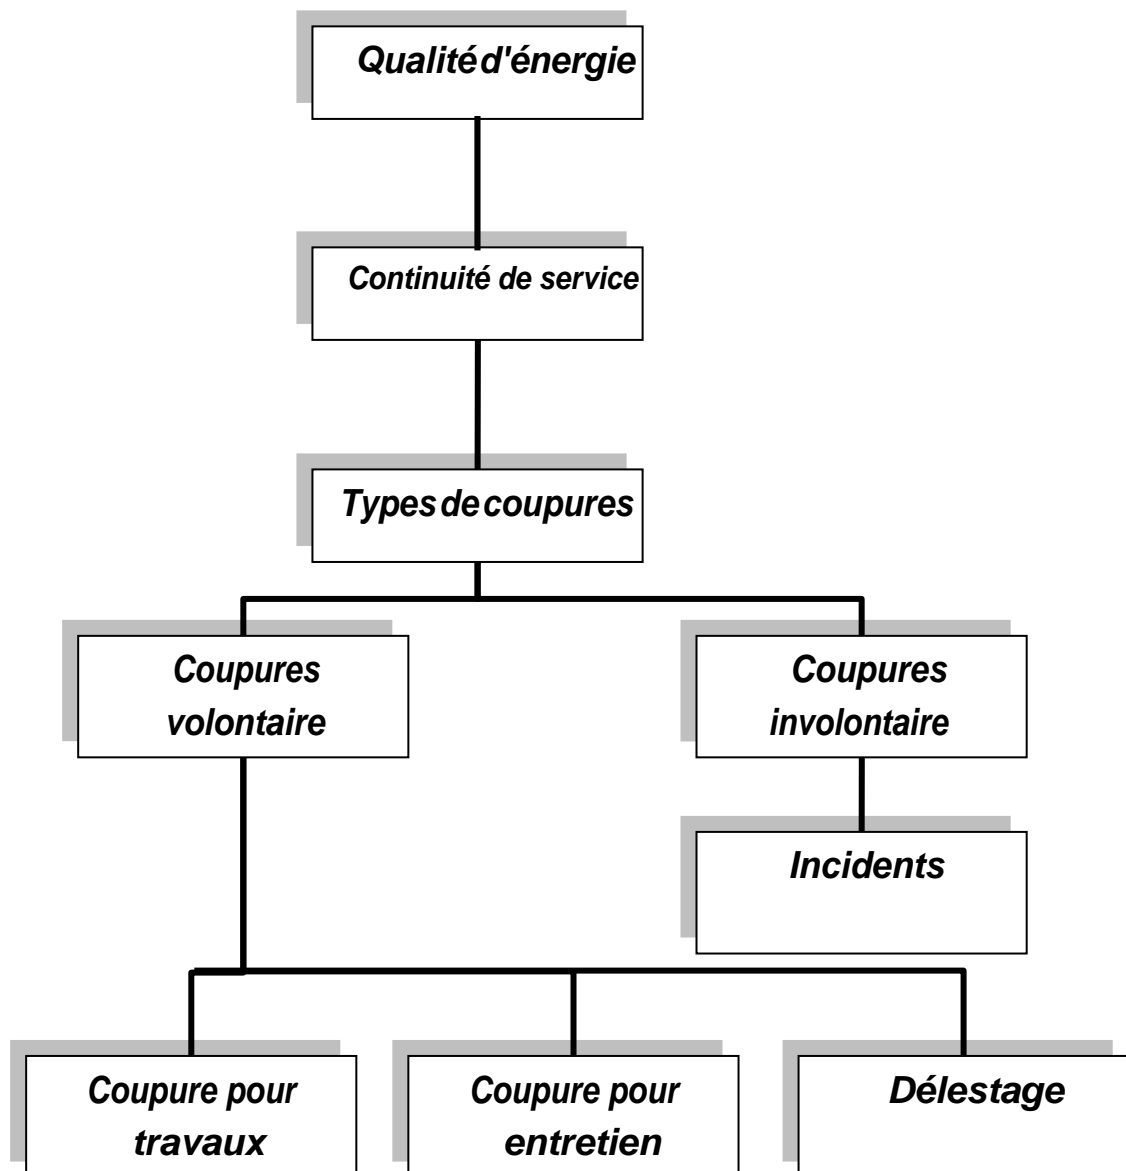 Qualité d'énergie
Continuité de service
Types de coupures
Coupures
volontaire
Coupures
involontaire
Incidents
Coupure pour
travaux
Coupure pour
entretien
Délestage